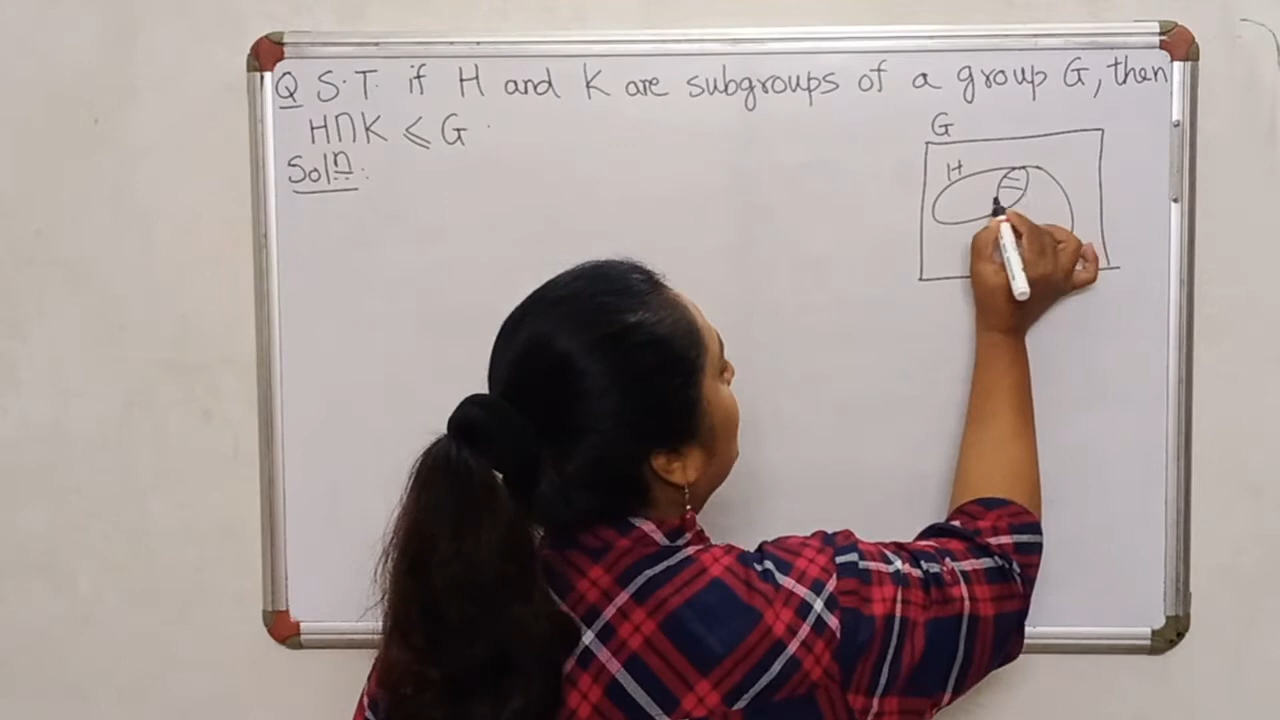 Q S.T. if H and K are subgroups of a group G, then
H∩K ≤ G.
Solⁿ:
G
H